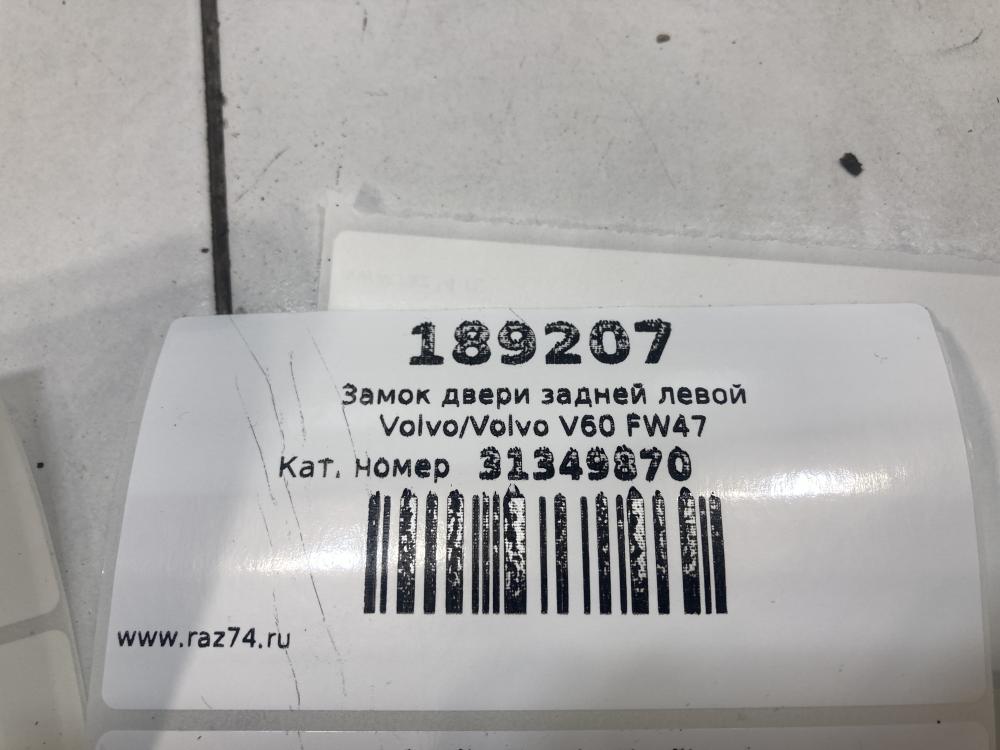 189207
Замок двери задней левой
Volvo/Volvo V60 FW47
Кат. номер 31349870
www.raz74.ru